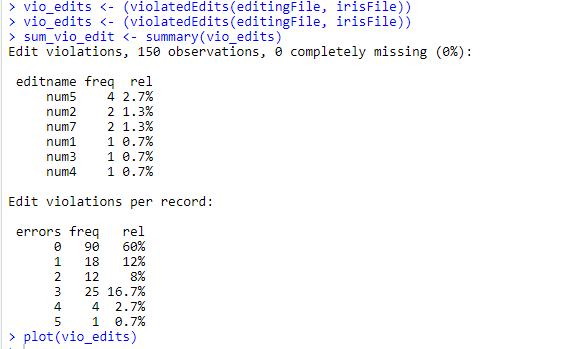 > vio_edits <- (violatedEdits(editingFile, irisFile))
> vio_edits <- (violatedEdits(editingFile, irisFile))
> sum_vio_edit <- summary(vio_edits)
Edit violations, 150 observations, 0 completely missing (0%):
editname freq rel
num5 4 2.7%
num2 2 1.3%
num7 2 1.3%
num1 1 0.7%
num3 1 0.7%
num4 1 0.7%
Edit violations per record:
errors freq rel
0 90 60%
1 18 12%
2 12 8%
3 25 16.7%
4 4 2.7%
5 1 0.7%
> plot(vio_edits)